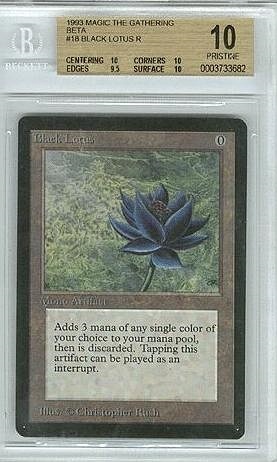 1993 MAGIC THE GATHERING
BETA
#18 BLACK LOTUS R
CENTERING 10 CORNERS 10
EDGES 9.5 SURFACE 10
10
PRISTINE
0003733682
B
BECKETT
Black Lotus 0
Mono Artifact
Adds 3 mana of any single color of
your choice to your mana pool,
then is discarded. Tapping this
artifact can be played as an
interrupt.
Illus. © Christopher Rush